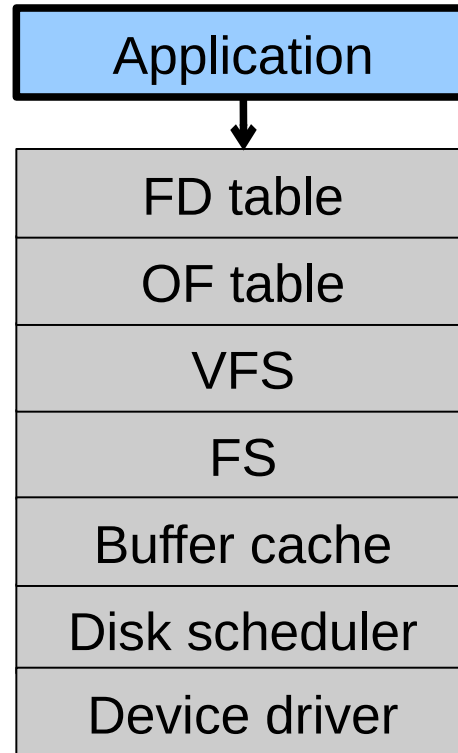 Application
FD table
OF table
VFS
FS
Buffer cache
Disk scheduler
Device driver